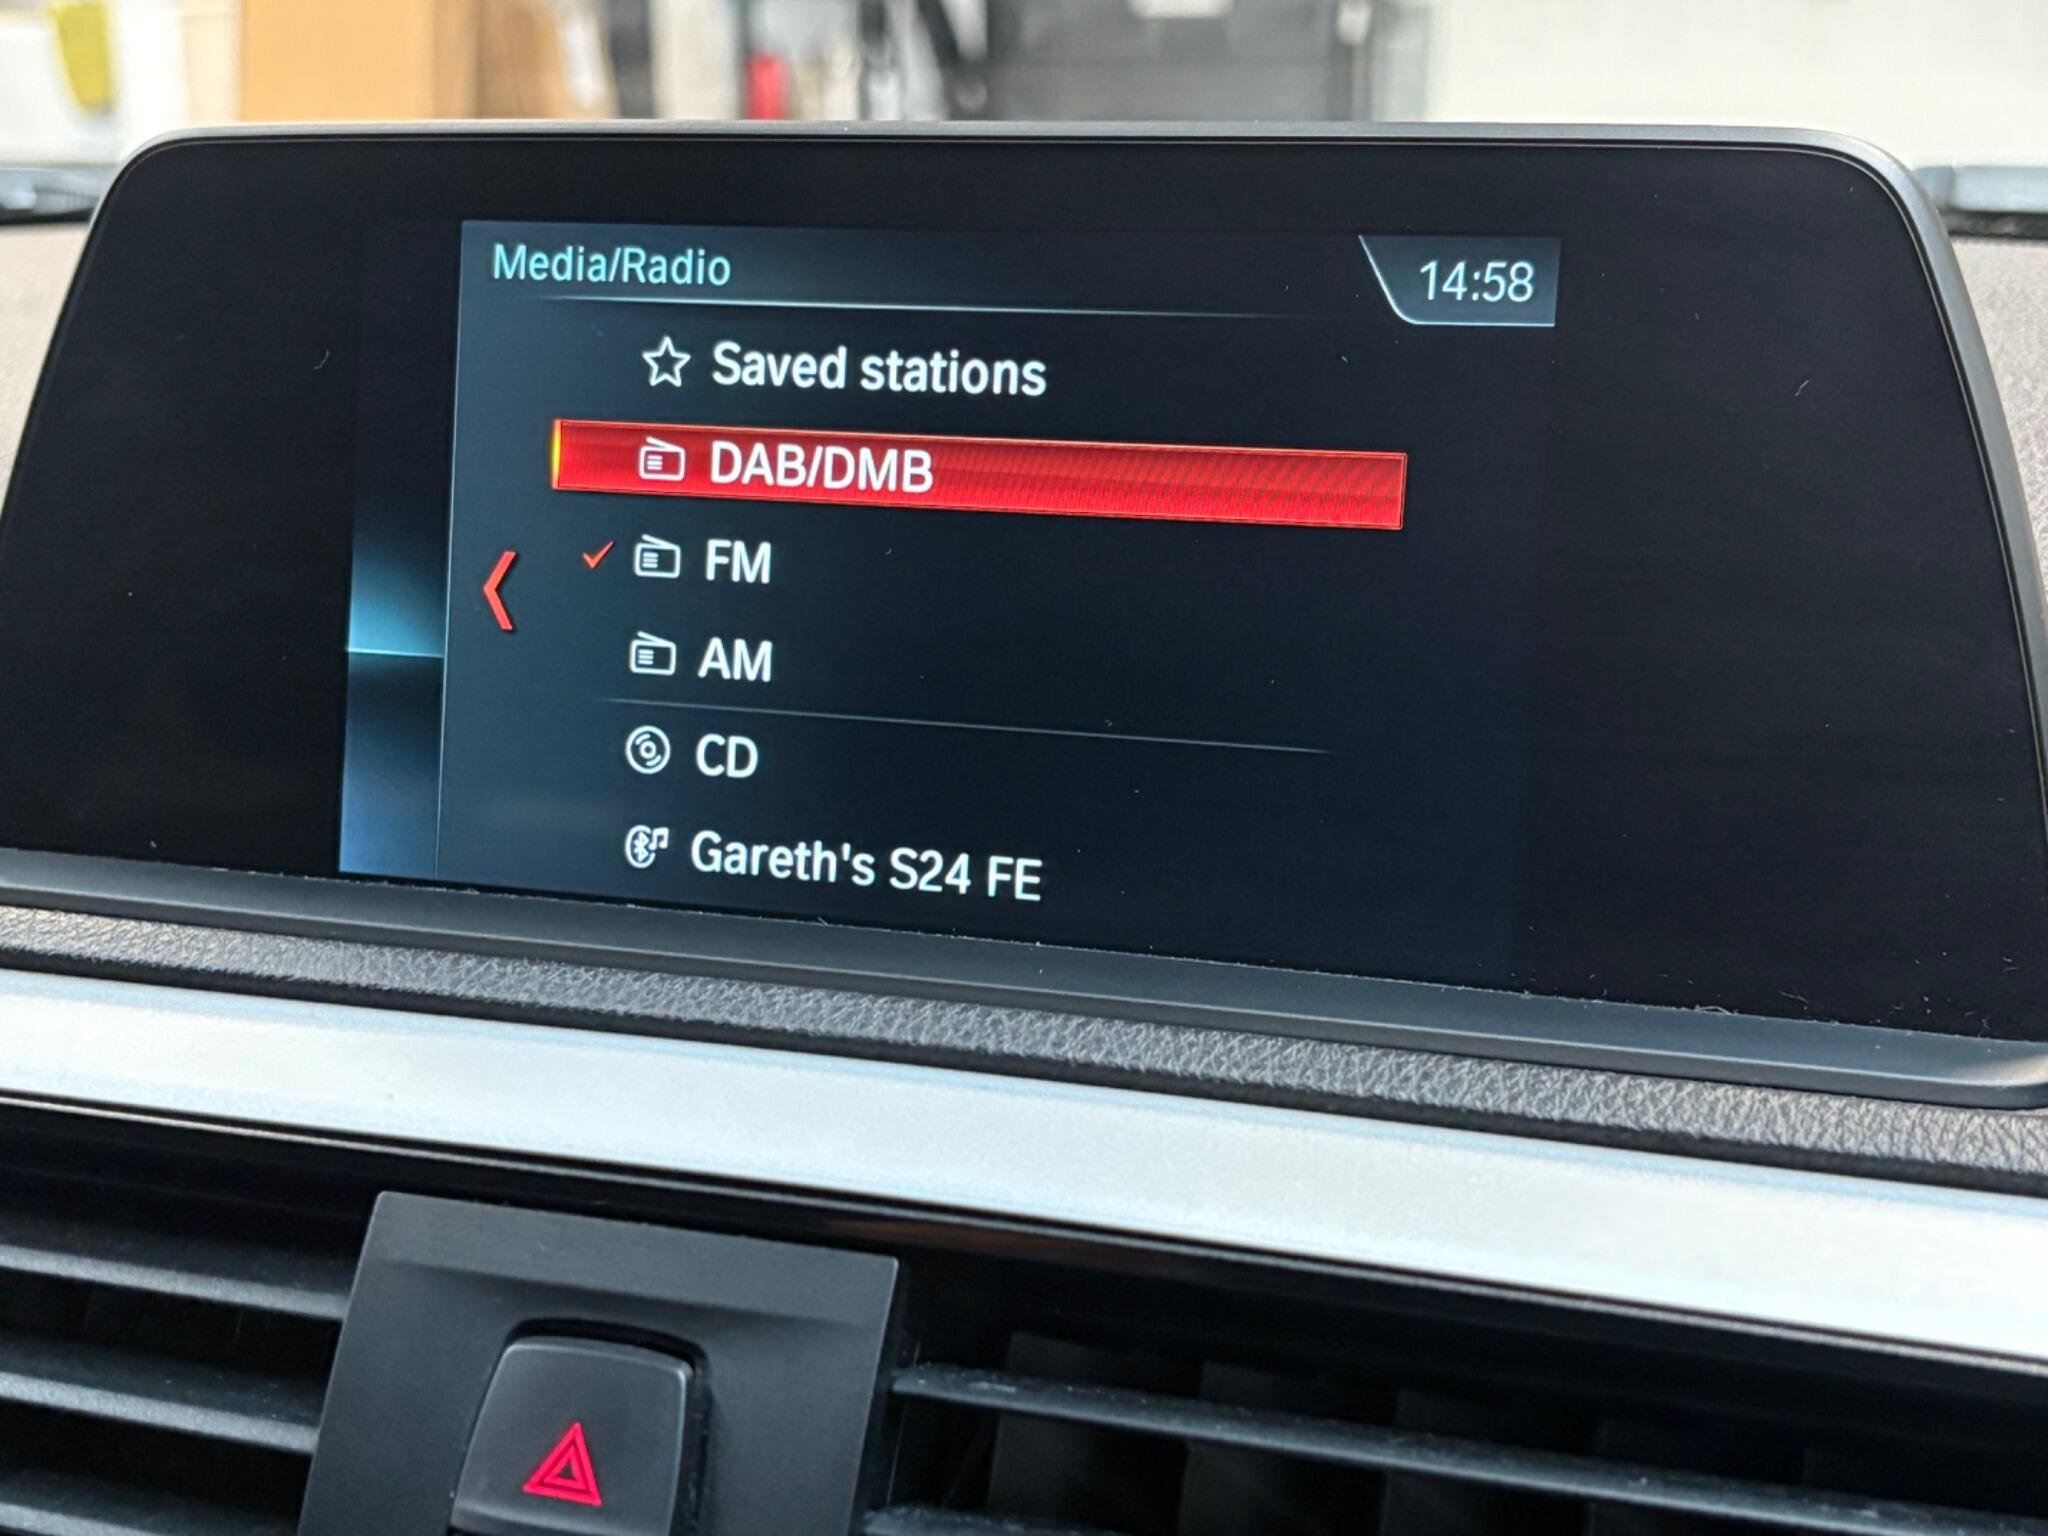 Media/Radio
14:58
Saved stations
DAB/DMB
FM
AM
CD
Gareth's S24 FE